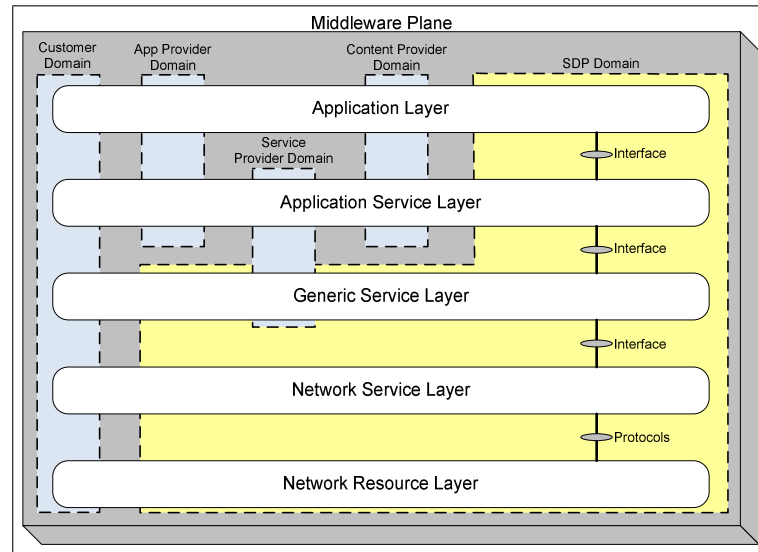 Middleware Plane
Customer
Domain
App Provider
Domain
Content Provider
Domain
SDP Domain
Application Layer
Service
Provider Domain
Interface
Application Service Layer
Interface
Generic Service Layer
Interface
Network Service Layer
Protocols
Network Resource Layer